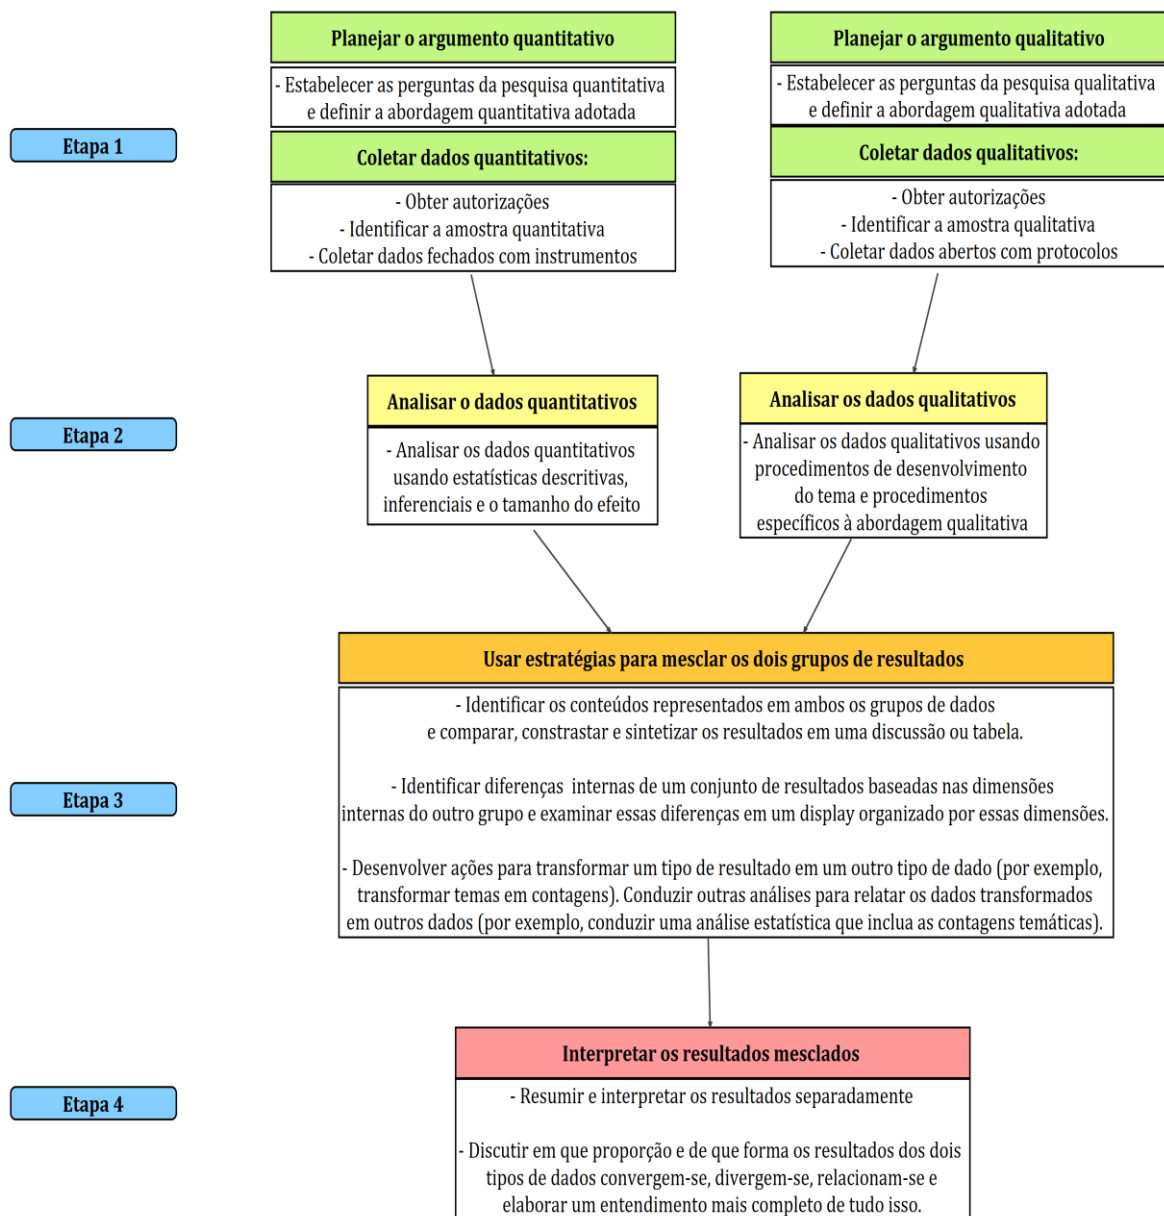 Etapa 1
Planejar o argumento quantitativo
- Estabelecer as perguntas da pesquisa quantitativa
e definir a abordagem quantitativa adotada
Coletar dados quantitativos:
- Obter autorizações
- Identificar a amostra quantitativa
- Coletar dados fechados com instrumentos
Planejar o argumento qualitativo
- Estabelecer as perguntas da pesquisa qualitativa
e definir a abordagem qualitativa adotada
Coletar dados qualitativos:
- Obter autorizações
- Identificar a amostra qualitativa
- Coletar dados abertos com protocolos
Etapa 2
Analisar o dados quantitativos
- Analisar os dados quantitativos
usando estatísticas descritivas,
inferenciais e o tamanho do efeito
Analisar os dados qualitativos
- Analisar os dados qualitativos usando
procedimentos de desenvolvimento
do tema e procedimentos
específicos à abordagem qualitativa
Etapa 3
Usar estratégias para mesclar os dois grupos de resultados
- Identificar os conteúdos representados em ambos os grupos de dados
e comparar, constrastar e sintetizar os resultados em uma discussão ou tabela.
- Identificar diferenças internas de um conjunto de resultados baseadas nas dimensões
internas do outro grupo e examinar essas diferenças em um display organizado por essas dimensões.
- Desenvolver ações para transformar um tipo de resultado em um outro tipo de dado (por exemplo,
transformar temas em contagens). Conduzir outras análises para relatar os dados transformados
em outros dados (por exemplo, conduzir uma análise estatística que inclua as contagens temáticas).
Etapa 4
Interpretar os resultados mesclados
- Resumir e interpretar os resultados separadamente
- Discutir em que proporção e de que forma os resultados dos dois
tipos de dados convergem-se, divergem-se, relacionam-se e
elaborar um entendimento mais completo de tudo isso.